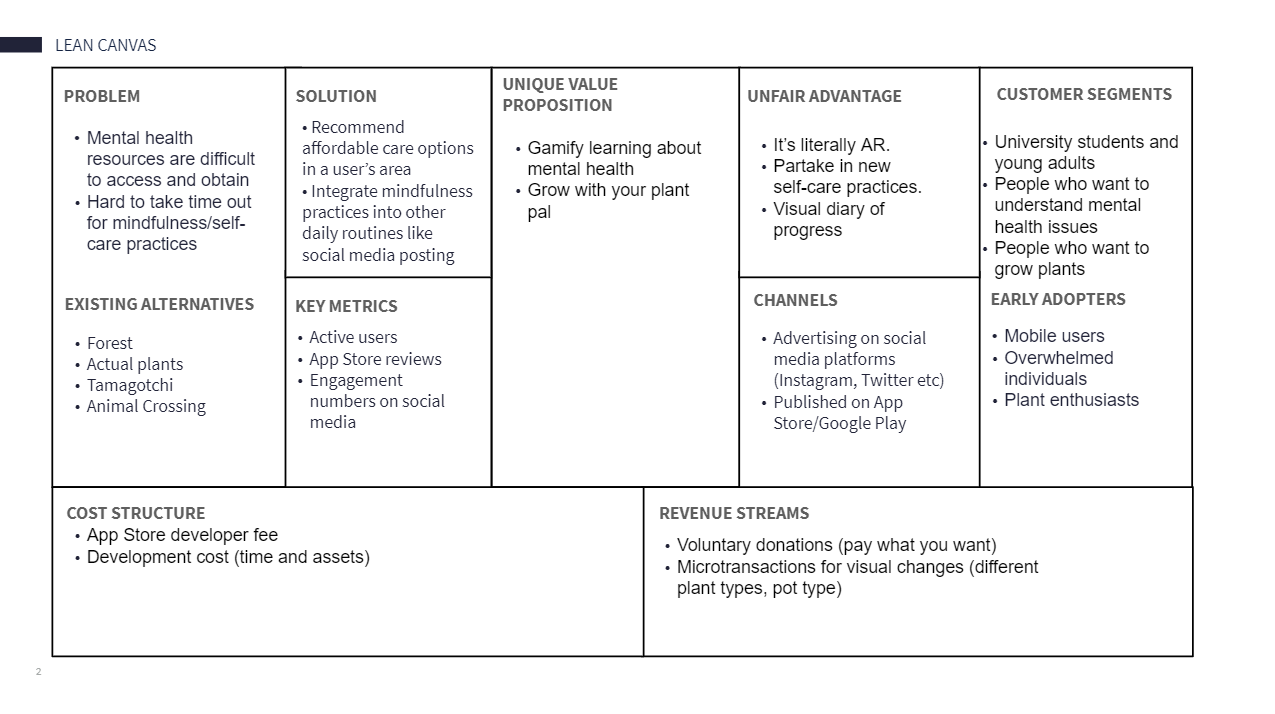 LEAN CANVAS
PROBLEM
• Mental health
resources are difficult
to access and obtain
• Hard to take time out
for mindfulness/self-
care practices
EXISTING ALTERNATIVES
• Forest
• Actual plants
• Tamagotchi
• Animal Crossing
SOLUTION
• Recommend
affordable care options
in a user’s area
• Integrate mindfulness
practices into other
daily routines like
social media posting
KEY METRICS
• Active users
• App Store reviews
• Engagement
numbers on social
media
UNIQUE VALUE
PROPOSITION
• Gamify learning about
mental health
• Grow with your plant
pal
UNFAIR ADVANTAGE
• It’s literally AR.
• Partake in new
self-care practices.
• Visual diary of
progress
CHANNELS
• Advertising on social
media platforms
(Instagram, Twitter etc)
• Published on App
Store/Google Play
CUSTOMER SEGMENTS
• University students and
young adults
• People who want to
understand mental
health issues
• People who want to
grow plants
EARLY ADOPTERS
• Mobile users
• Overwhelmed
individuals
• Plant enthusiasts
COST STRUCTURE
• App Store developer fee
• Development cost (time and assets)
REVENUE STREAMS
• Voluntary donations (pay what you want)
• Microtransactions for visual changes (different
plant types, pot type)
2